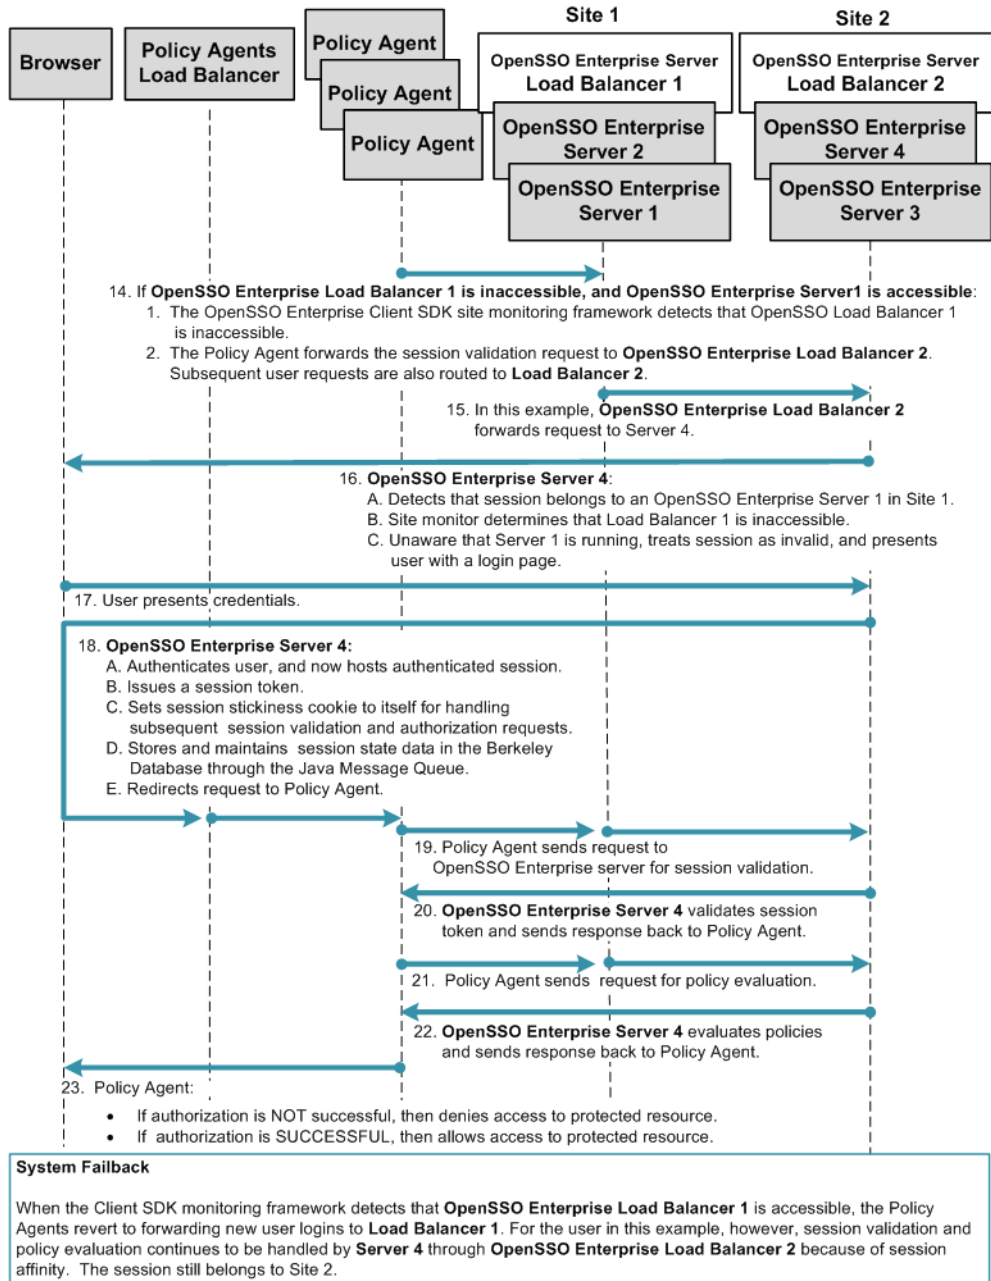 Site 1
Site 2
Browser
Policy Agents
Load Balancer
Policy Agent
Policy Agent
Policy Agent
OpenSSO Enterprise Server
Load Balancer 1
OpenSSO Enterprise
Server 2
OpenSSO Enterprise
Server 1
OpenSSO Enterprise Server
Load Balancer 2
OpenSSO Enterprise
Server 4
OpenSSO Enterprise
Server 3
14. If OpenSSO Enterprise Load Balancer 1 is inaccessible, and OpenSSO Enterprise Server1 is accessible:
1. The OpenSSO Enterprise Client SDK site monitoring framework detects that OpenSSO Load Balancer 1
is inaccessible.
2. The Policy Agent forwards the session validation request to OpenSSO Enterprise Load Balancer 2.
Subsequent user requests are also routed to Load Balancer 2.
15. In this example, OpenSSO Enterprise Load Balancer 2
forwards request to Server 4.
16. OpenSSO Enterprise Server 4:
A. Detects that session belongs to an OpenSSO Enterprise Server 1 in Site 1.
B. Site monitor determines that Load Balancer 1 is inaccessible.
C. Unaware that Server 1 is running, treats session as invalid, and presents
user with a login page.
17. User presents credentials.
18. OpenSSO Enterprise Server 4:
A. Authenticates user, and now hosts authenticated session.
B. Issues a session token.
C. Sets session stickiness cookie to itself for handling
subsequent session validation and authorization requests.
D. Stores and maintains session state data in the Berkeley
Database through the Java Message Queue.
E. Redirects request to Policy Agent.
19. Policy Agent sends request to
OpenSSO Enterprise server for session validation.
20. OpenSSO Enterprise Server 4 validates session
token and sends response back to Policy Agent.
21. Policy Agent sends request for policy evaluation.
22. OpenSSO Enterprise Server 4 evaluates policies
and sends response back to Policy Agent.
23. Policy Agent:
• If authorization is NOT successful, then denies access to protected resource.
• If authorization is SUCCESSFUL, then allows access to protected resource.
System Failback
When the Client SDK monitoring framework detects that OpenSSO Enterprise Load Balancer 1 is accessible, the Policy
Agents revert to forwarding new user logins to Load Balancer 1. For the user in this example, however, session validation and
policy evaluation continues to be handled by Server 4 through OpenSSO Enterprise Load Balancer 2 because of session
affinity. The session still belongs to Site 2.